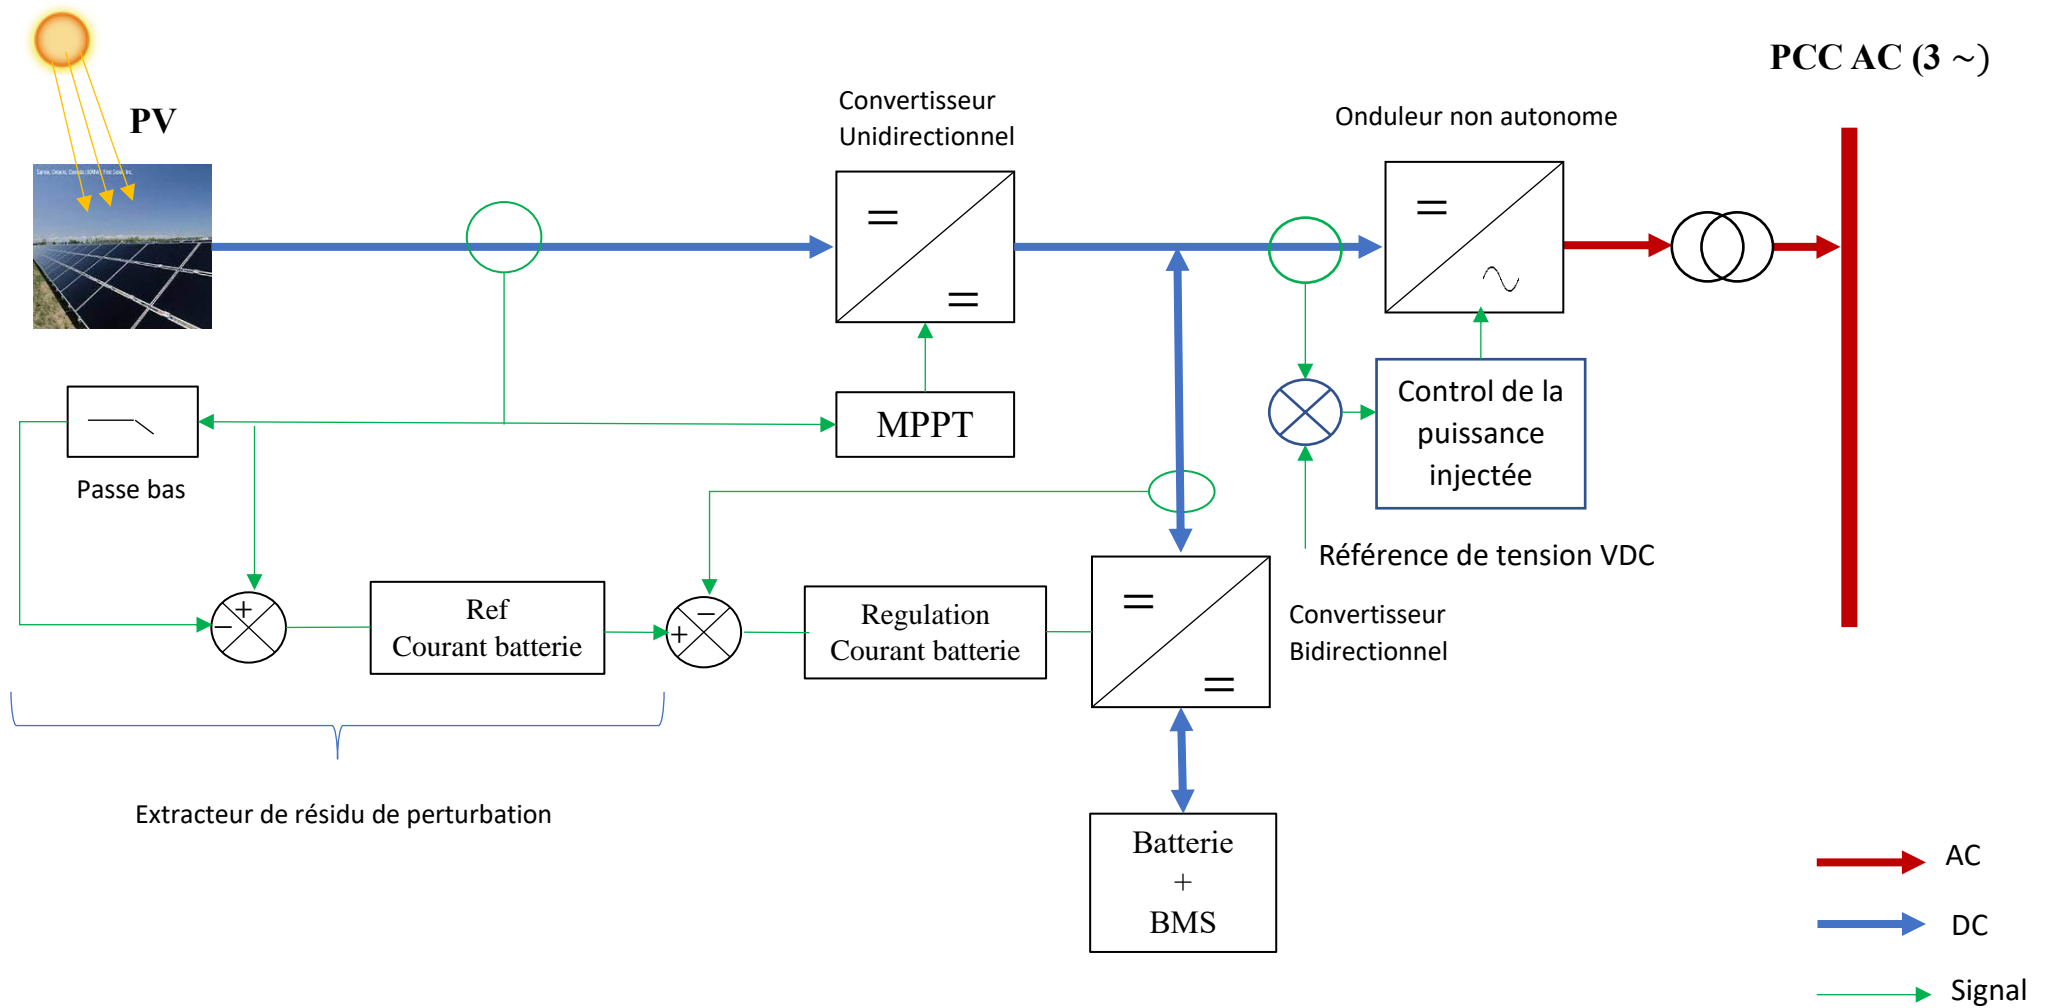 PCC AC (3 ~)
PV
Convertisseur
Unidirectionnel
Onduleur non autonome
=
=
=
MPPT
Control de la
puissance
injectée
Passe bas
Référence de tension VDC
+
−
Ref
Courant batterie
−
+
Regulation
Courant batterie
=
=
Convertisseur
Bidirectionnel
Extracteur de résidu de perturbation
Batterie
+
BMS
AC
DC
Signal